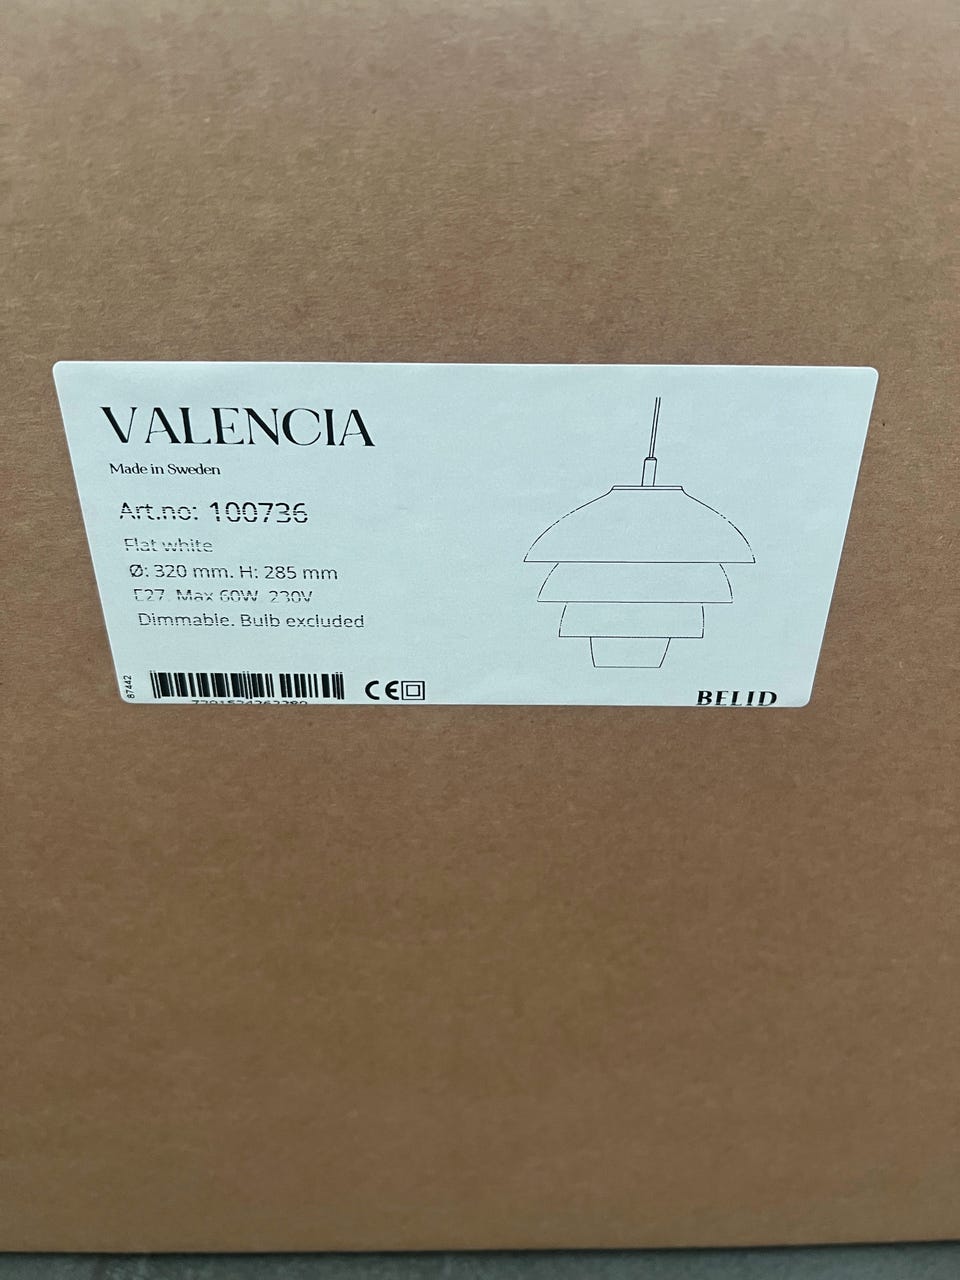 VALENCIA
Made in Sweden
Art.no: 100736
Flat white
Ø: 320 mm. H: 285 mm
E27. Max 60W. 230V
Dimmable. Bulb excluded
87442
CE
BELID